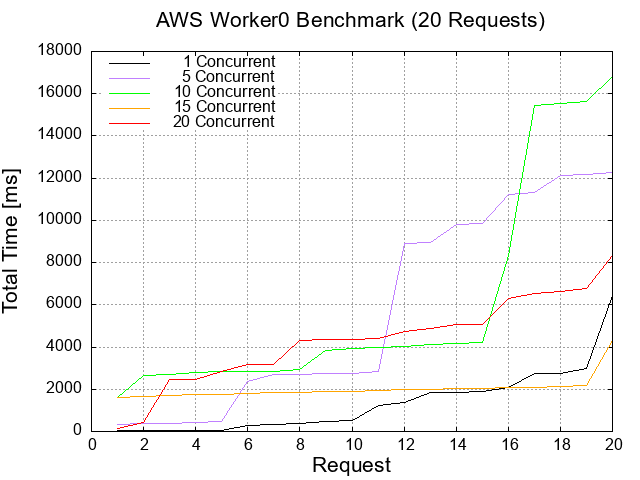 AWS Worker0 Benchmark (20 Requests)
18000
16000
14000
12000
10000
8000
6000
4000
2000
0
Total Time [ms]
1 Concurrent
5 Concurrent
10 Concurrent
15 Concurrent
20 Concurrent
0 2 4 6 8 10 12 14 16 18 20
Request